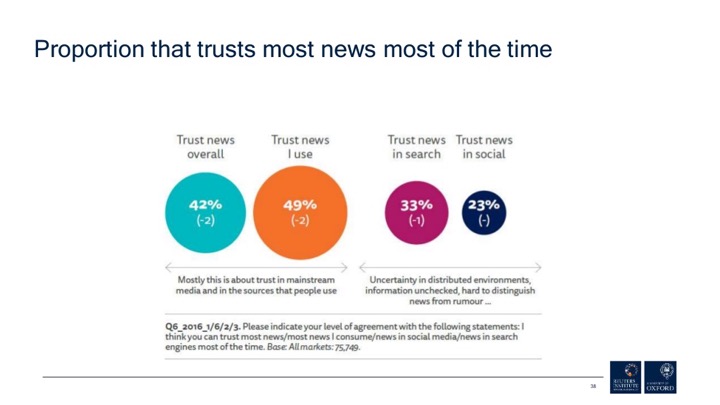 Proportion that trusts most news most of the time
Trust news
overall
Trust news
I use
Trust news
in search
Trust news
in social
42%
(-2)
49%
(-2)
33%
(-1)
23%
(-)
Mostly this is about trust in mainstream
media and in the sources that people use
Uncertainty in distributed environments,
information unchecked, hard to distinguish
news from rumour ...
Q6_2016_1/6/2/3. Please indicate your level of agreement with the following statements: I
think you can trust most news/most news I consume/news in social media/news in search
engines most of the time. Base: All markets: 75,749.
38
REUTERS
INSTITUTE
UNIVERSITY OF
OXFORD